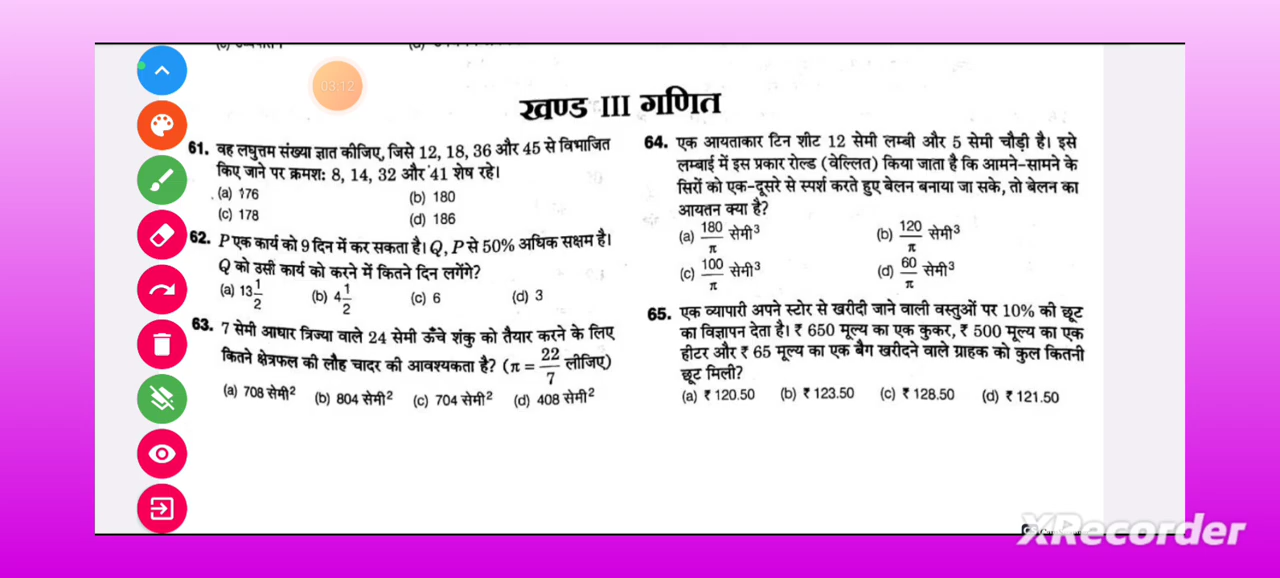 03:12
खण्ड III गणित
61. वह लघुत्तम संख्या ज्ञात कीजिए, जिसे 12, 18, 36 और 45 से विभाजित
किए जाने पर क्रमश: 8, 14, 32 और 41 शेष रहे।
(a) 176 (b) 180
(c) 178 (d) 186
62. P एक कार्य को 9 दिन में कर सकता है। Q, P से 50% अधिक सक्षम है।
Q को उसी कार्य को करने में कितने दिन लगेंगे?
(a) 13 1/2 (b) 4 1/2 (c) 6 (d) 3
63. 7 सेमी आधार त्रिज्या वाले 24 सेमी ऊँचे शंकु को तैयार करने के लिए
कितने क्षेत्रफल की लौह चादर की आवश्यकता है? (π = 22/7 लीजिए)
(a) 708 सेमी² (b) 804 सेमी² (c) 704 सेमी² (d) 408 सेमी²
64. एक आयताकार टिन शीट 12 सेमी लम्बी और 5 सेमी चौड़ी है। इसे
लम्बाई में इस प्रकार रोल्ड (वेल्लित) किया जाता है कि आमने-सामने के
सिरों को एक-दूसरे से स्पर्श करते हुए बेलन बनाया जा सके, तो बेलन का
आयतन क्या है?
(a) 180/π सेमी³ (b) 120/π सेमी³
(c) 100/π सेमी³ (d) 60/π सेमी³
65. एक व्यापारी अपने स्टोर से खरीदी जाने वाली वस्तुओं पर 10% की छूट
का विज्ञापन देता है। ₹ 650 मूल्य का एक कुकर, ₹ 500 मूल्य का एक
हीटर और ₹ 65 मूल्य का एक बैग खरीदने वाले ग्राहक को कुल कितनी
छूट मिली?
(a) ₹ 120.50 (b) ₹ 123.50 (c) ₹ 128.50 (d) ₹ 121.50
XRecorder